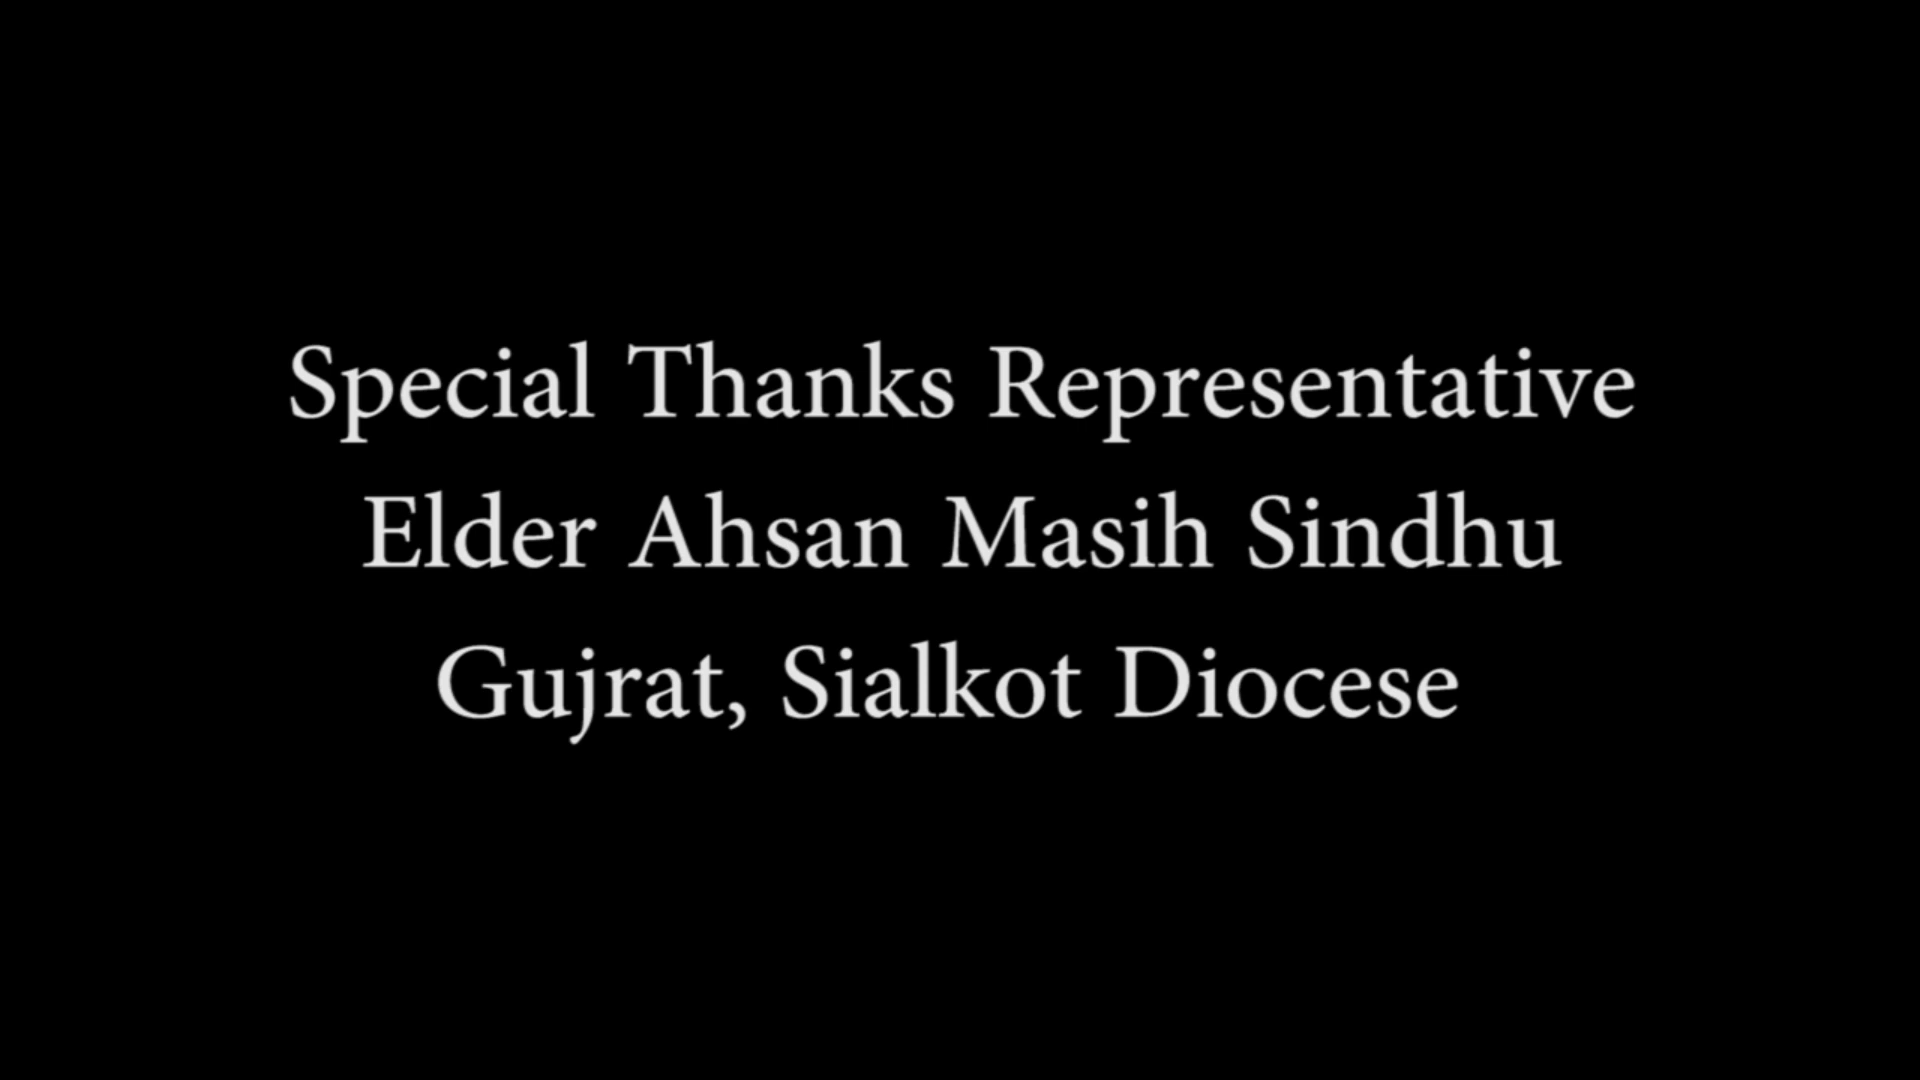 Special Thanks Representative
Elder Ahsan Masih Sindhu
Gujrat, Sialkot Diocese